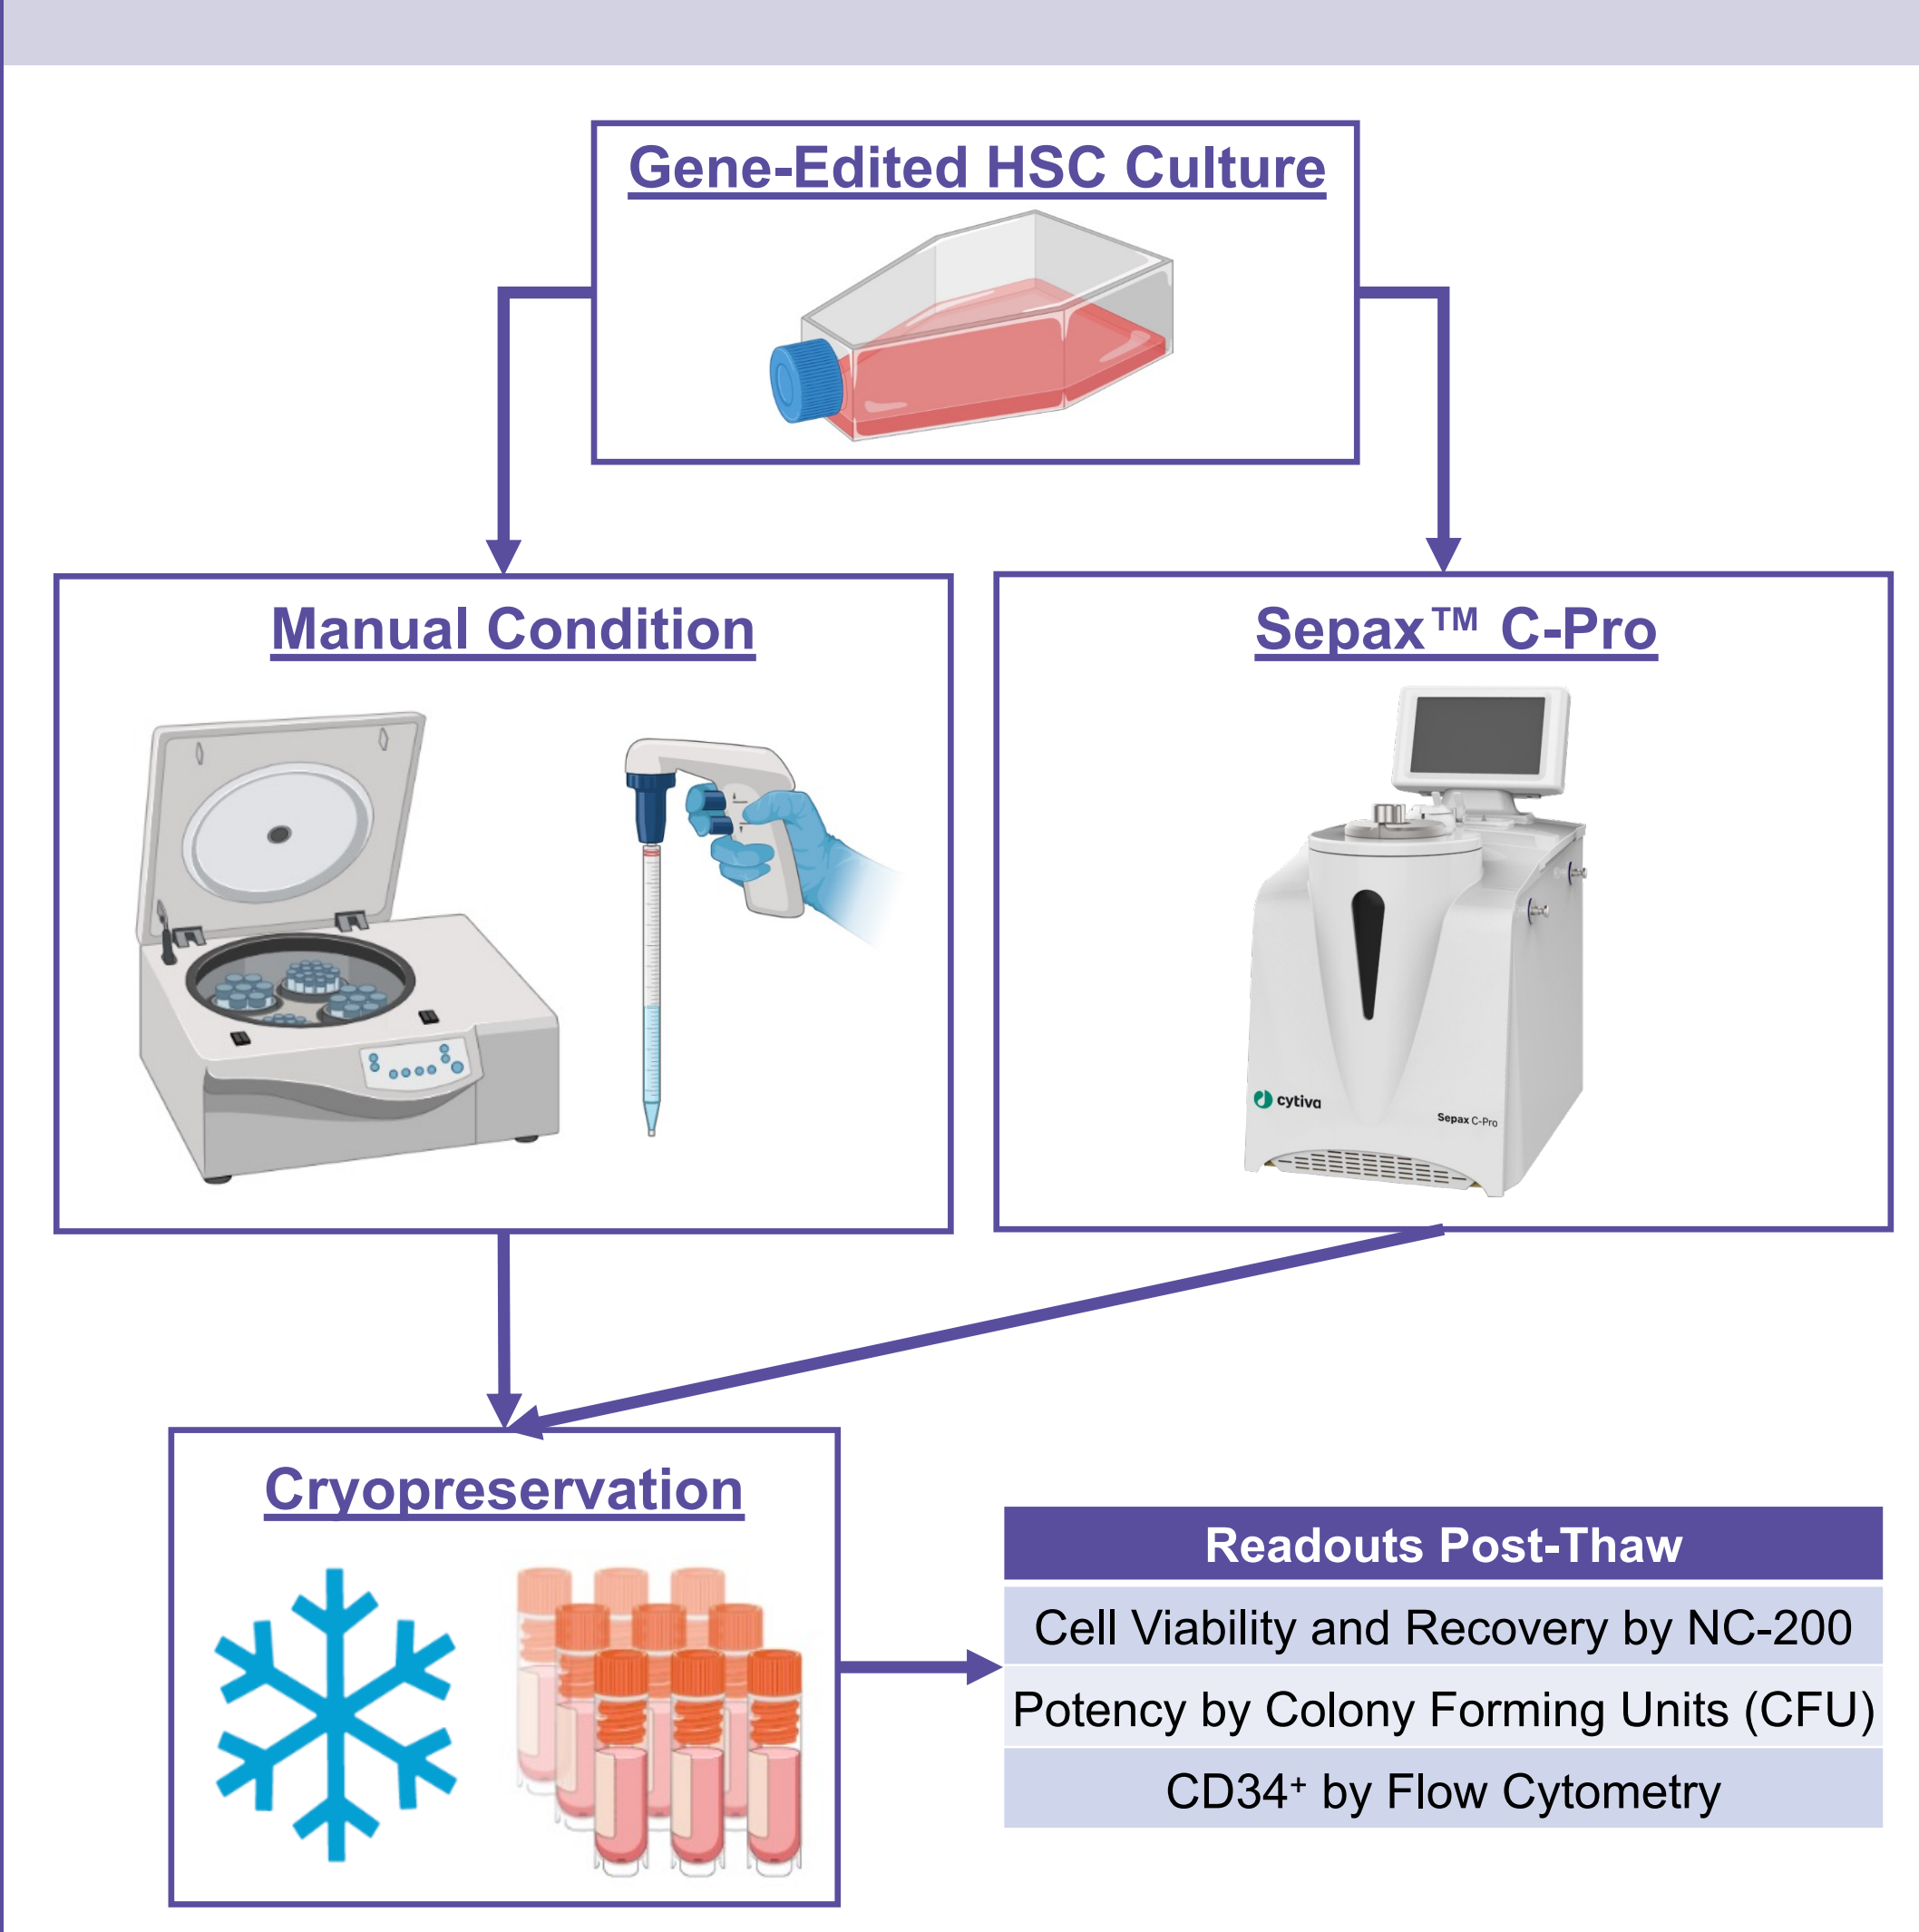 Gene-Edited HSC Culture
Manual Condition
Sepax™ C-Pro
cytiva
Sepax C-Pro
Cryopreservation
Readouts Post-Thaw
Cell Viability and Recovery by NC-200
Potency by Colony Forming Units (CFU)
CD34⁺ by Flow Cytometry